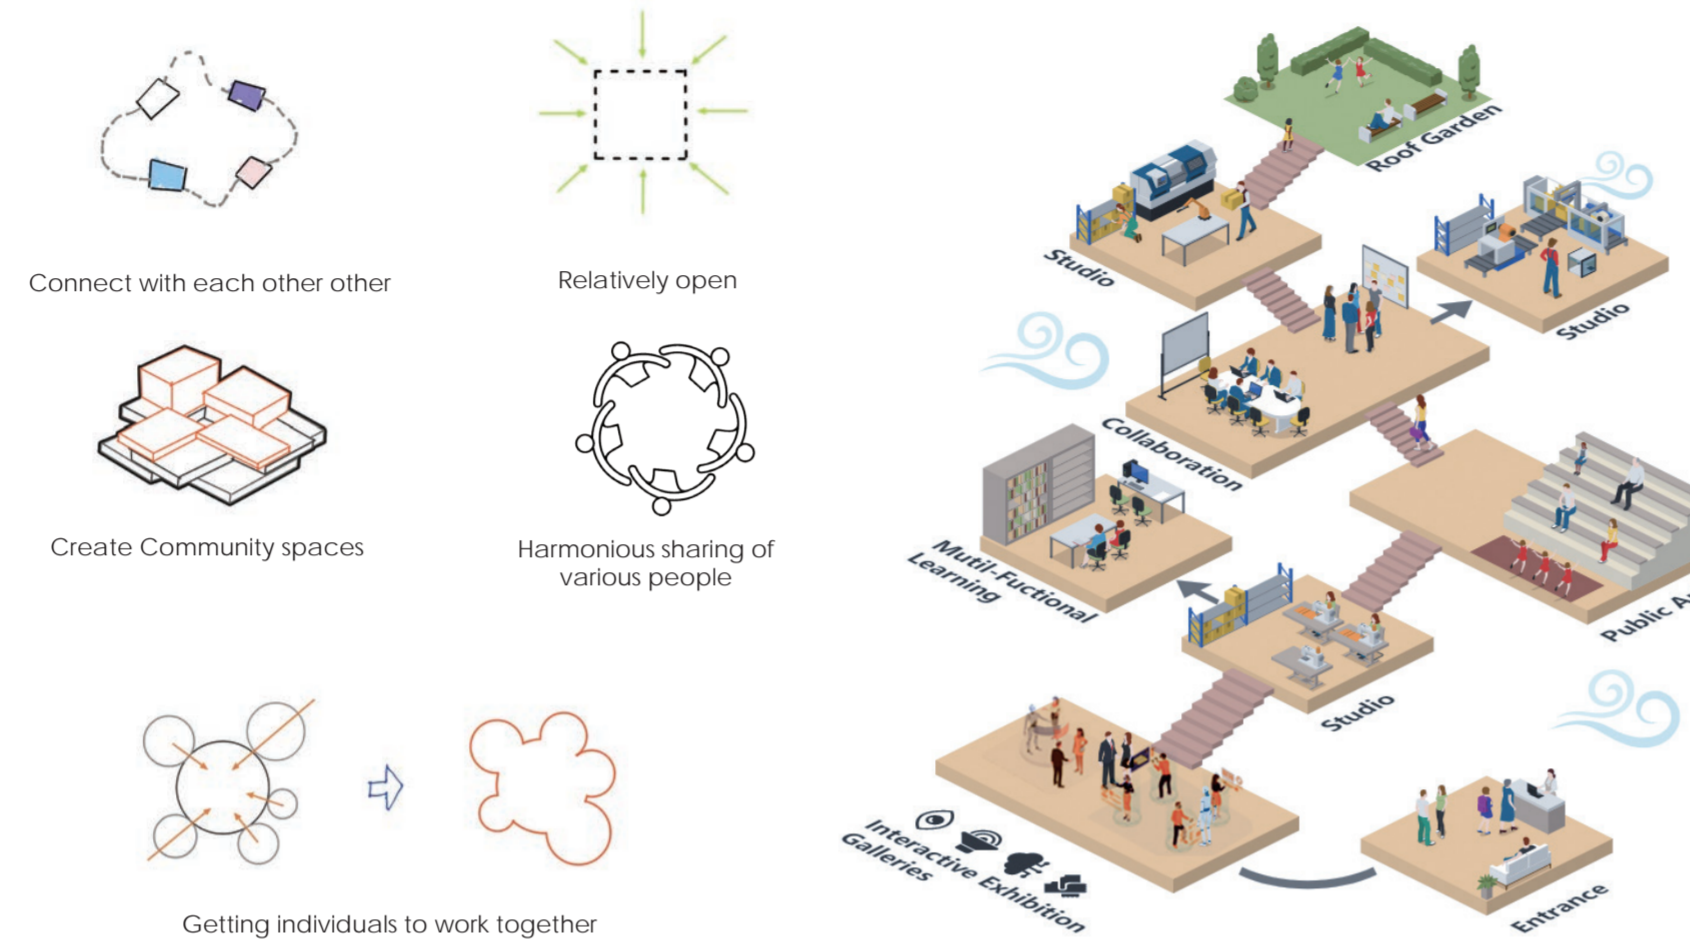 Connect with each other other
Relatively open
Create Community spaces
Harmonious sharing of
various people
Getting individuals to work together
Roof Garden
Studio
Studio
Collaboration
Mutil-Fuctional
Learning
Public
Studio
Interactive Exhibition
Galleries
Entrance